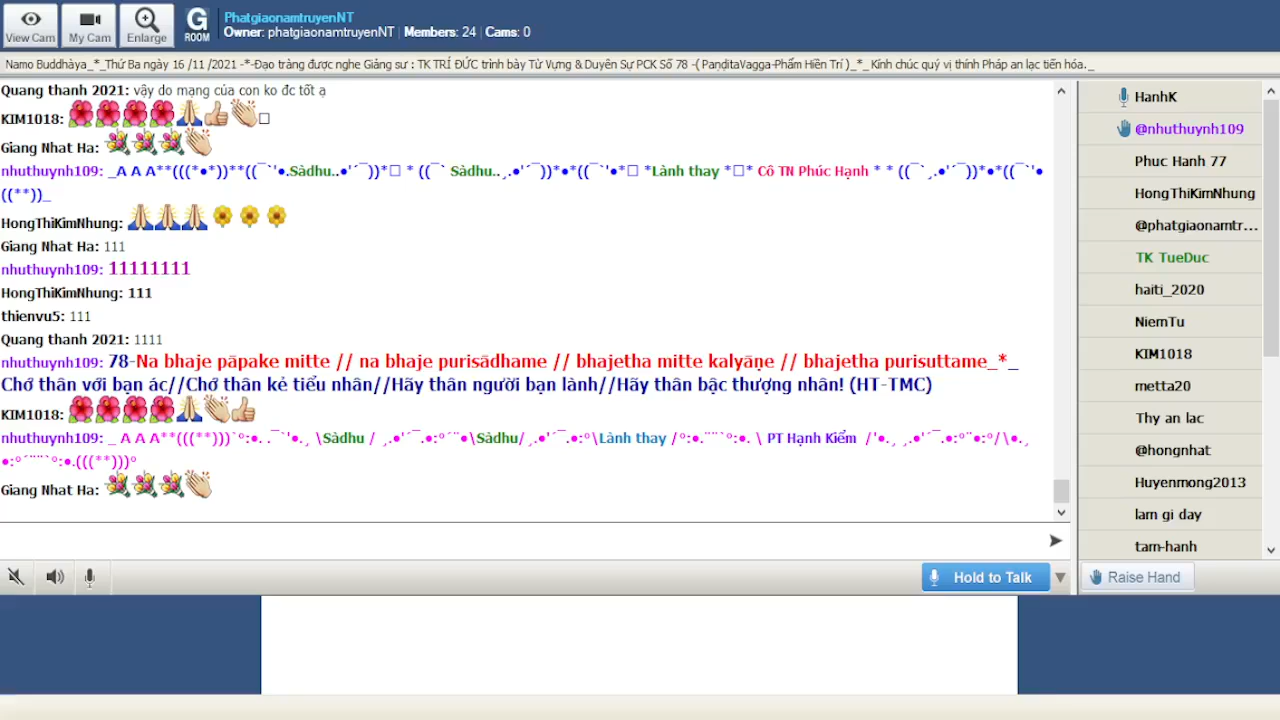 View Cam
My Cam
Enlarge
G ROOM
PhatgiaonamtruyenNT
Owner: phatgiaonamtruyenNT | Members: 24 | Cams: 0
Namo Buddhàya_*_Thứ Ba ngày 16 /11 /2021 -*-Đạo tràng được nghe Giảng sư : TK TRÍ ĐỨC trình bày Từ Vựng & Duyên Sự PCK Số 78 -( PaṇḍitaVagga-Phẩm Hiền Trí )_*_ Kính chúc quý vị thính Pháp an lạc tiến hóa._
Quang thanh 2021: vậy do mạng của con ko đc tốt ạ
KIM1018: 🌺🌺🌺🌺🙏👍👏□
Giang Nhat Ha: 💐💐💐👏
nhuthuynh109: _A A A**(((*•*))**((¯`'•.Sàdhu..•'´¯))*□ * ((¯` Sàdhu..¸.•'´¯))*•*((¯`'•*□ *Lành thay *□* Cô TN Phúc Hạnh * * ((¯`¸.•'´¯))*•*((¯`'•
((**))_
HongThiKimNhung: 🙏🙏🙏🌼🌼🌼
Giang Nhat Ha: 111
nhuthuynh109: 11111111
HongThiKimNhung: 111
thienvu5: 111
Quang thanh 2021: 1111
nhuthuynh109: 78-Na bhaje pāpake mitte // na bhaje purisādhame // bhajetha mitte kalyāṇe // bhajetha purisuttame_*_
Chớ thân với bạn ác//Chớ thân kẻ tiểu nhân//Hãy thân người bạn lành//Hãy thân bậc thượng nhân! (HT-TMC)
KIM1018: 🌺🌺🌺🌺🙏👏👍
nhuthuynh109: _ A A A**(((**)))`º:•. .¯`'•.¸ \Sàdhu / ¸.•'´¯.•:º´¨•\Sàdhu/¸.•'´¯.•:º\Lành thay /º:•.¨¨`º:•. \ PT Hạnh Kiểm /'•.¸ ¸.•'´¯.•:º¨•:º/\•.¸
•:º´¨¨`º:•.(((**)))º
Giang Nhat Ha: 💐💐💐👏
Hold to Talk
HanhK
@nhuthuynh109
Phuc Hanh 77
HongThiKimNhung
@phatgiaonamtr...
TK TueDuc
haiti_2020
NiemTu
KIM1018
metta20
Thy an lac
@hongnhat
Huyenmong2013
lam gi day
tam-hanh
Raise Hand